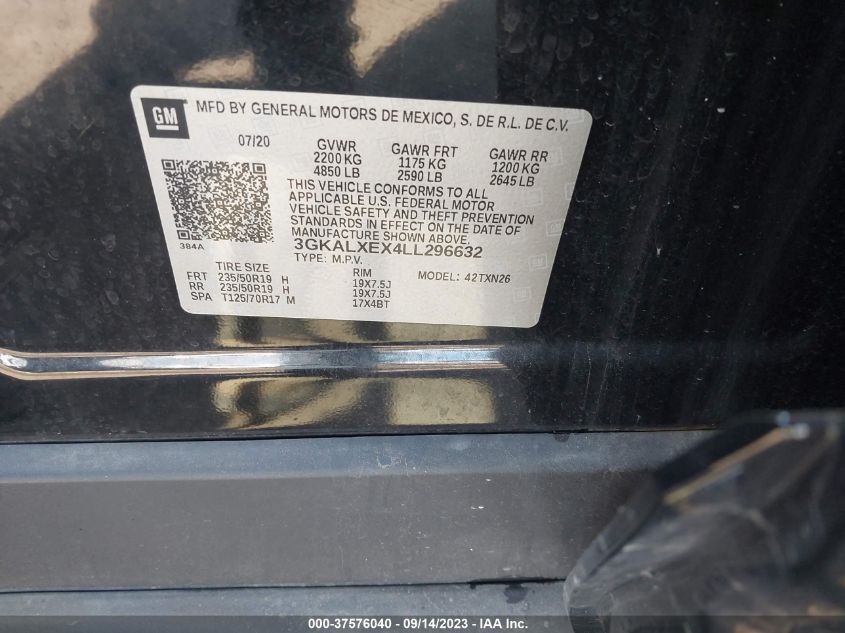 GM
MFD BY GENERAL MOTORS DE MEXICO, S. DE R.L. DE C.V.
07/20 GVWR GAWR FRT GAWR RR
2200 KG 1175 KG 1200 KG
4850 LB 2590 LB 2645 LB
THIS VEHICLE CONFORMS TO ALL
APPLICABLE U.S. FEDERAL MOTOR
VEHICLE SAFETY AND THEFT PREVENTION
STANDARDS IN EFFECT ON THE DATE OF
MANUFACTURE SHOWN ABOVE.
384A
3GKALXEX4LL296632
TYPE: M.P.V.
TIRE SIZE RIM MODEL: 42TXN26
FRT 235/50R19 H 19X7.5J
RR 235/50R19 H 19X7.5J
SPA T125/70R17 M 17X4BT
000-37576040 - 09/14/2023 - IAA Inc.